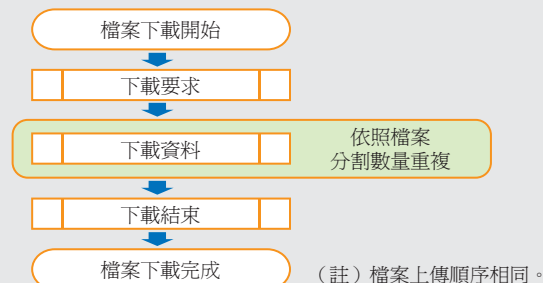 檔案下載開始
下載要求
下載資料
依照檔案
分割數量重複
下載結束
檔案下載完成
（註）檔案上傳順序相同。